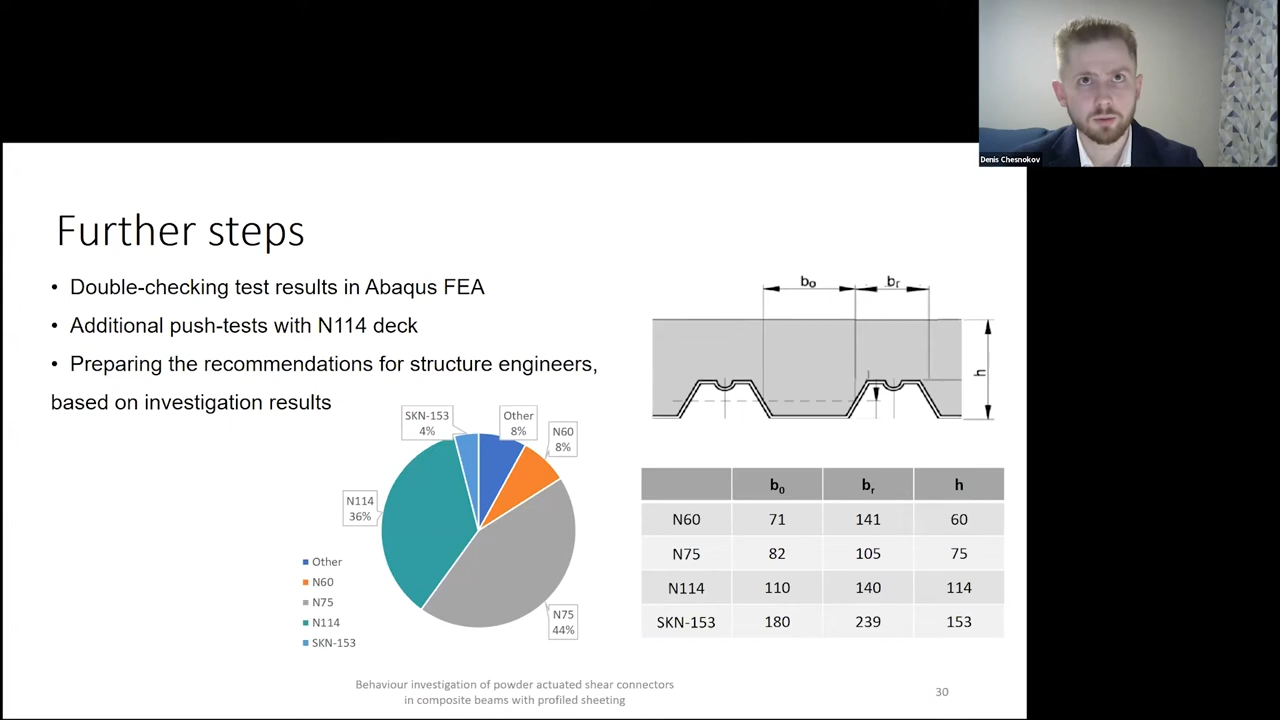 Denis Chesnokov
Further steps
• Double-checking test results in Abaqus FEA
• Additional push-tests with N114 deck
• Preparing the recommendations for structure engineers,
based on investigation results
SKN-153
4%
Other
8%
N60
8%
N114
36%
N75
44%
Other
N60
N75
N114
SKN-153
b₀
bᵣ
h
b₀ bᵣ h
N60 71 141 60
N75 82 105 75
N114 110 140 114
SKN-153 180 239 153
Behaviour investigation of powder actuated shear connectors
in composite beams with profiled sheeting
30